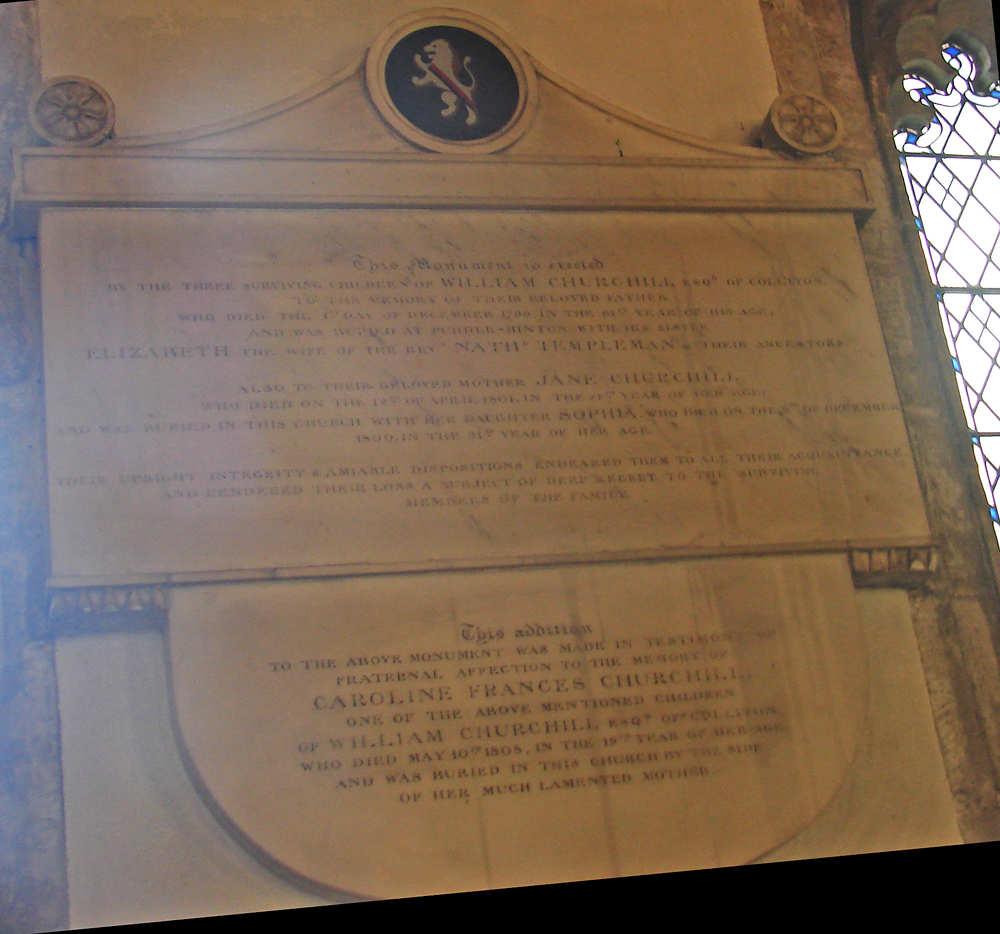 This Monument is erected
BY THE THREE SURVIVING CHILDREN OF WILLIAM CHURCHILL ESQR. OF COLLITON,
TO THE MEMORY OF THEIR BELOVED FATHER,
WHO DIED THE DAY OF DECEMBER IN THE YEAR OF HIS AGE,
AND WAS BURIED AT PUDDLE-HINTON WITH HIS SISTER
ELIZABETH THE WIFE OF THE REVD. NATHL. TEMPLEMAN & THEIR ANCESTORS.
ALSO TO THEIR BELOVED MOTHER JANE CHURCHILL,
WHO DIED ON THE 12TH OF APRIL 1801, IN THE YEAR OF HER AGE;
AND WAS BURIED IN THIS CHURCH WITH HER DAUGHTER SOPHIA, WHO DIED ON THE OF DECEMBER
1800, IN THE 21ST YEAR OF HER AGE.
THEIR UPRIGHT INTEGRITY & AMIABLE DISPOSITIONS ENDEARED THEM TO ALL THEIR ACQUAINTANCE,
AND RENDERED THEIR LOSS A SUBJECT OF DEEP REGRET TO THE SURVIVING
MEMBERS OF THE FAMILY.
This addition
TO THE ABOVE MONUMENT WAS MADE IN TESTIMONY OF
FRATERNAL AFFECTION TO THE MEMORY OF
CAROLINE FRANCES CHURCHILL,
ONE OF THE ABOVE MENTIONED CHILDREN
OF WILLIAM CHURCHILL ESQR. OF COLLITON,
WHO DIED MAY 10TH 1808, IN THE 19TH YEAR OF HER AGE
AND WAS BURIED IN THIS CHURCH BY THE SIDE
OF HER MUCH LAMENTED MOTHER.